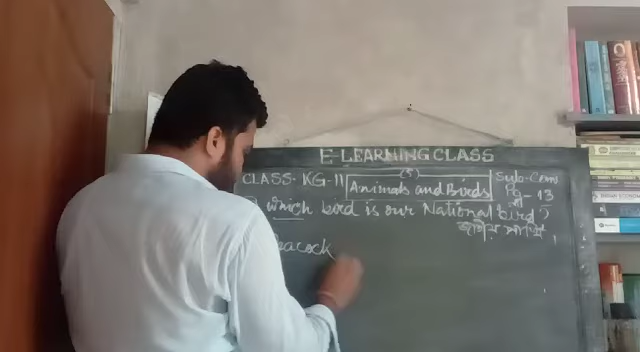 E-LEARNING CLASS
(5)
CLASS- KG-II
Animals and Birds
Sub-Com
Pg-13
which bird is our National bird?
জাতীয়
eacock